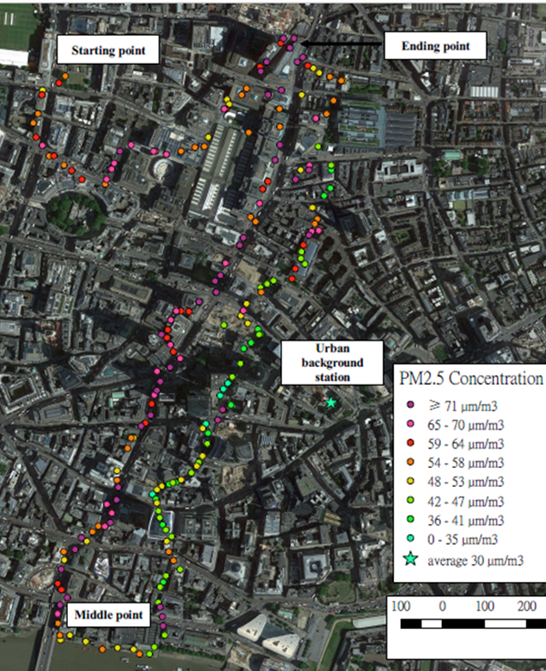 Starting point
Ending point
Urban
background
station
PM2.5 Concentration
≥ 71 µm/m3
65 - 70 µm/m3
59 - 64 µm/m3
54 - 58 µm/m3
48 - 53 µm/m3
42 - 47 µm/m3
36 - 41 µm/m3
0 - 35 µm/m3
average 30 µm/m3
Middle point
100 0 100 200